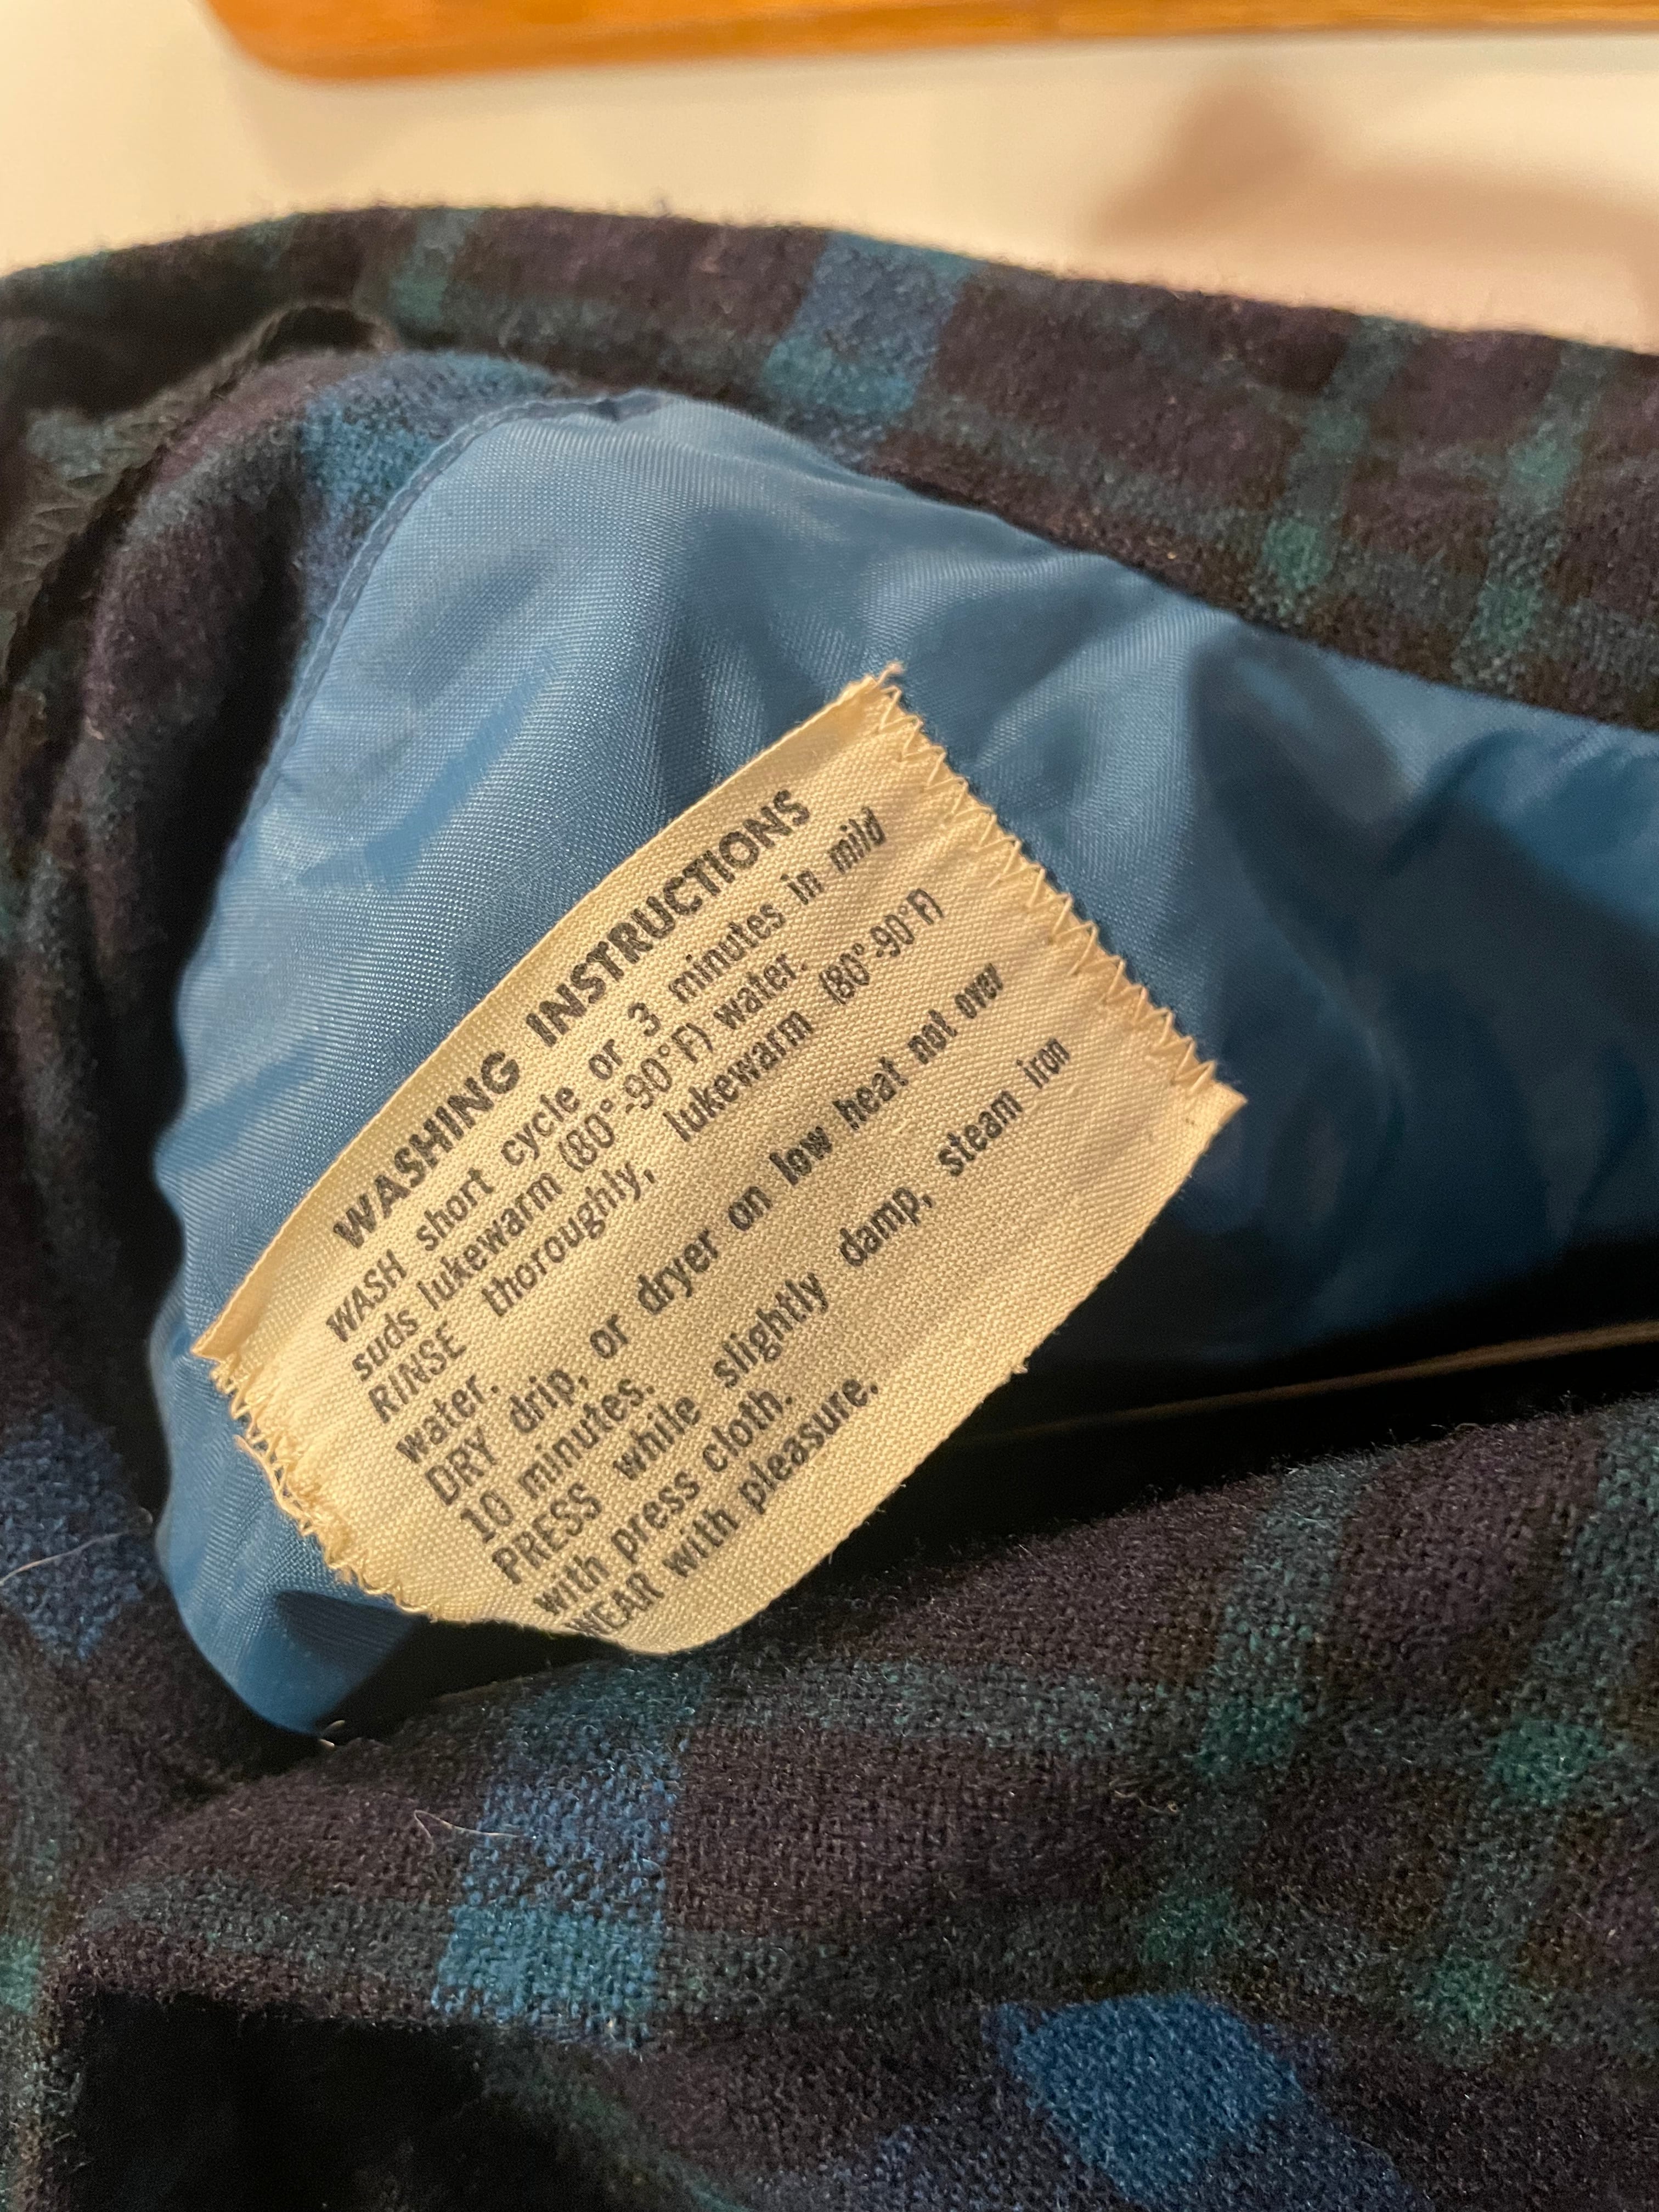 WASHING INSTRUCTIONS
WASH short cycle or 3 minutes in mild
suds lukewarm (80°-90°F) water.
RINSE thoroughly, lukewarm (80°-90°F)
water.
DRY drip, or dryer on low heat not over
10 minutes.
PRESS while slightly damp, steam iron
with press cloth.
WEAR with pleasure.